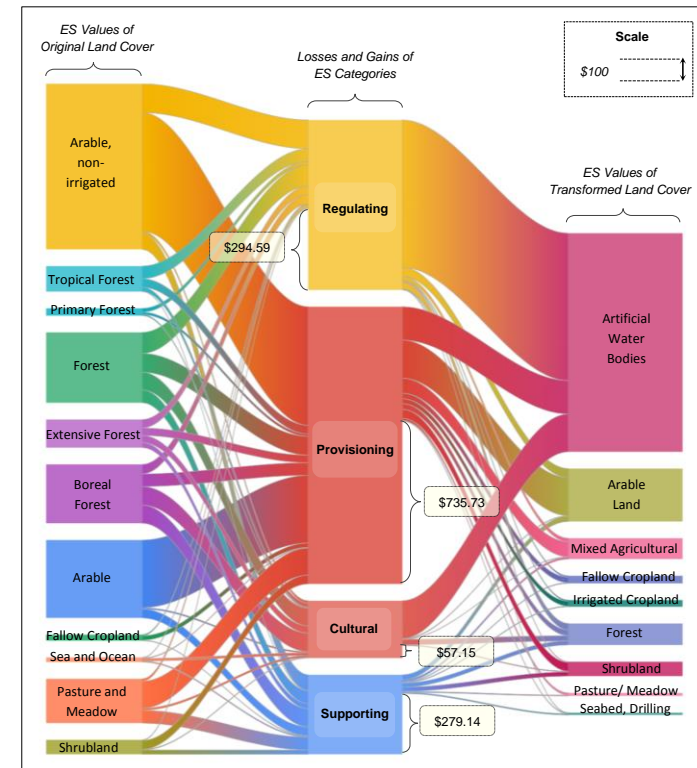 ES Values of
Original Land Cover
Losses and Gains of
ES Categories
Scale
$100
ES Values of
Transformed Land Cover
Arable,
non-
irrigated
Tropical Forest
Primary Forest
Forest
Extensive Forest
Boreal
Forest
Arable
Fallow Cropland
Sea and Ocean
Pasture and
Meadow
Shrubland
Regulating
$294.59
Provisioning
$735.73
Cultural
$57.15
Supporting
$279.14
Artificial
Water
Bodies
Arable
Land
Mixed Agricultural
Fallow Cropland
Irrigated Cropland
Forest
Shrubland
Pasture/ Meadow
Seabed, Drilling